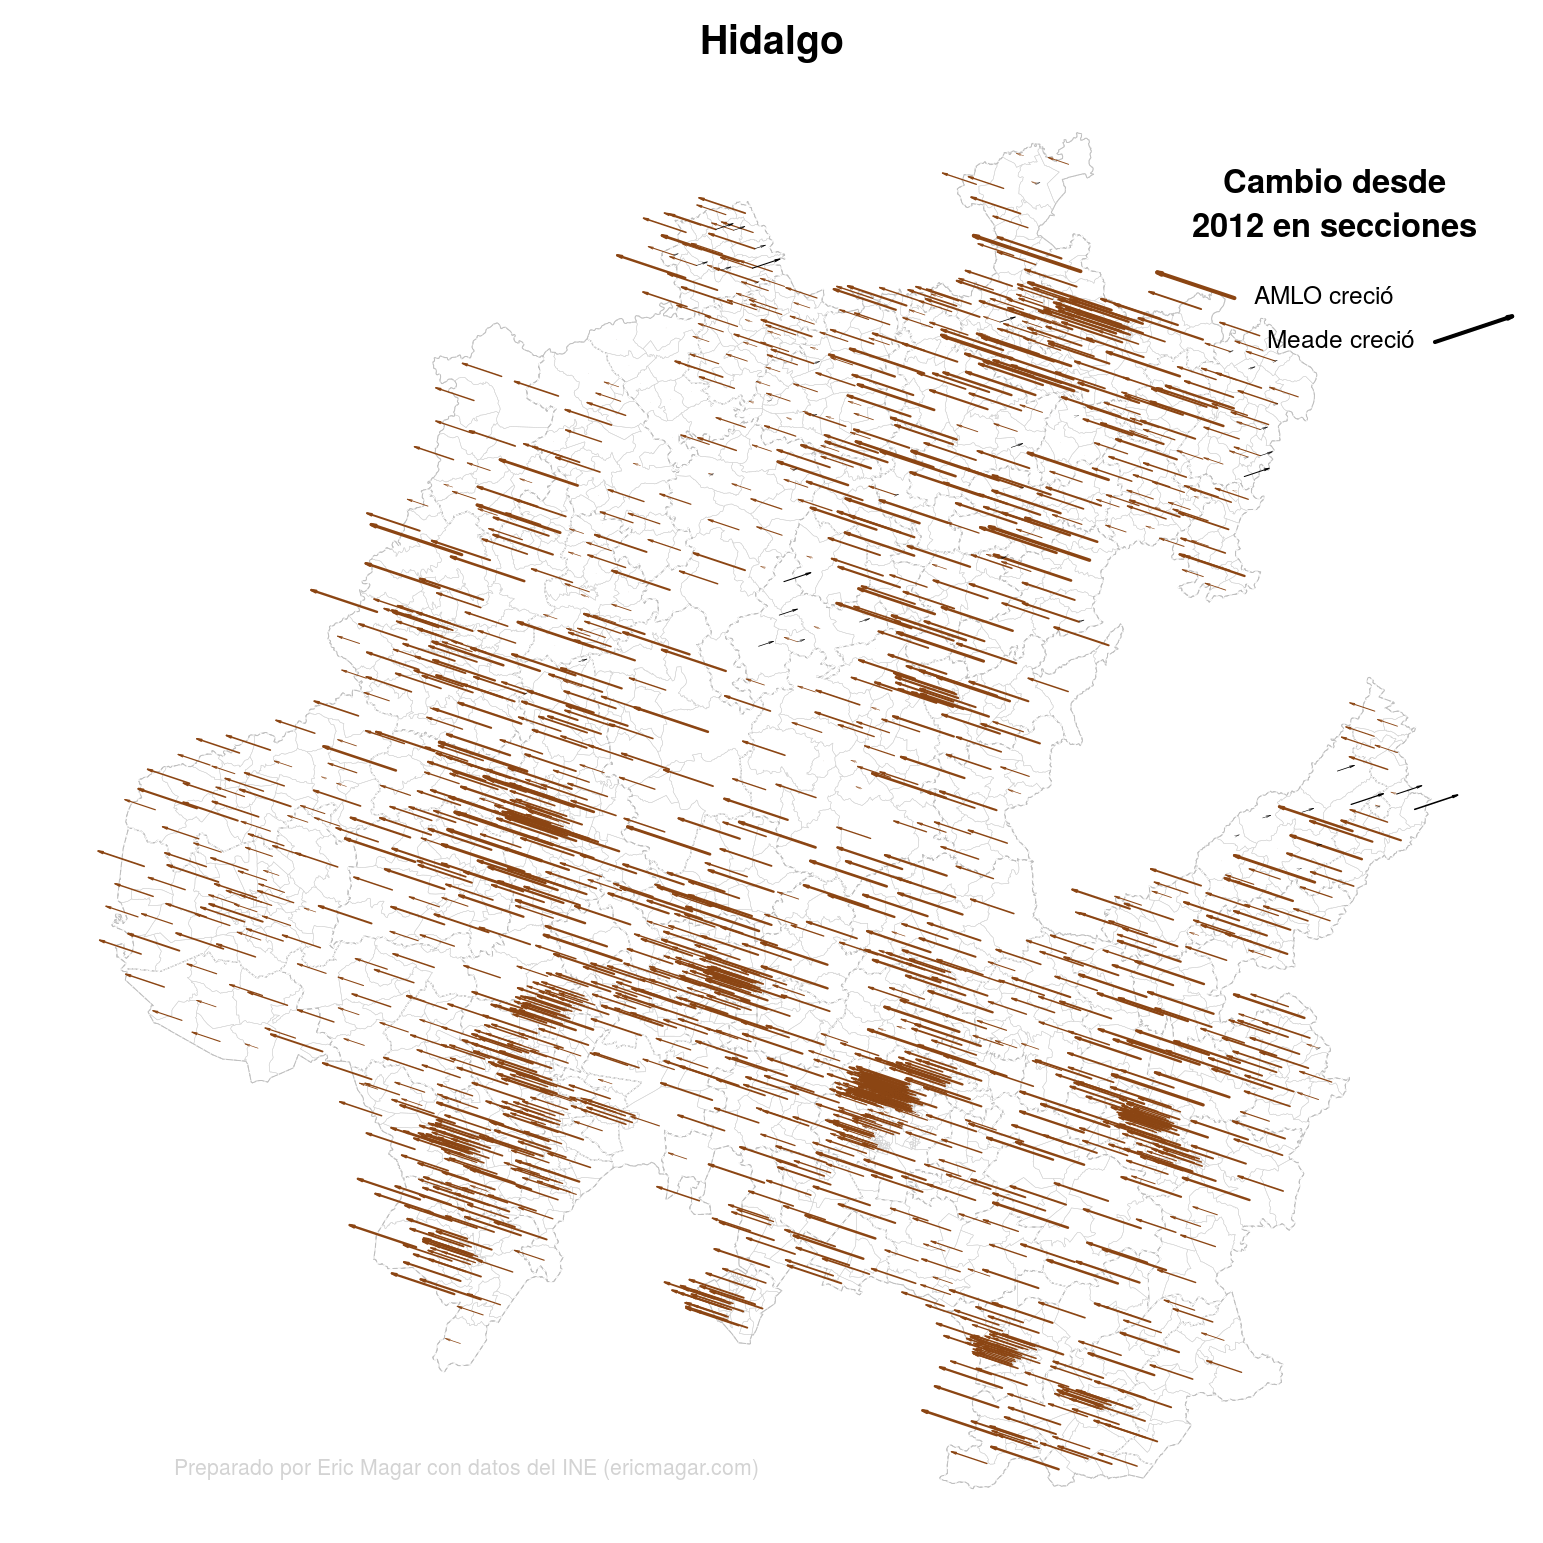 Hidalgo
Cambio desde
2012 en secciones
AMLO creció
Meade creció
Preparado por Eric Magar con datos del INE (ericmagar.com)